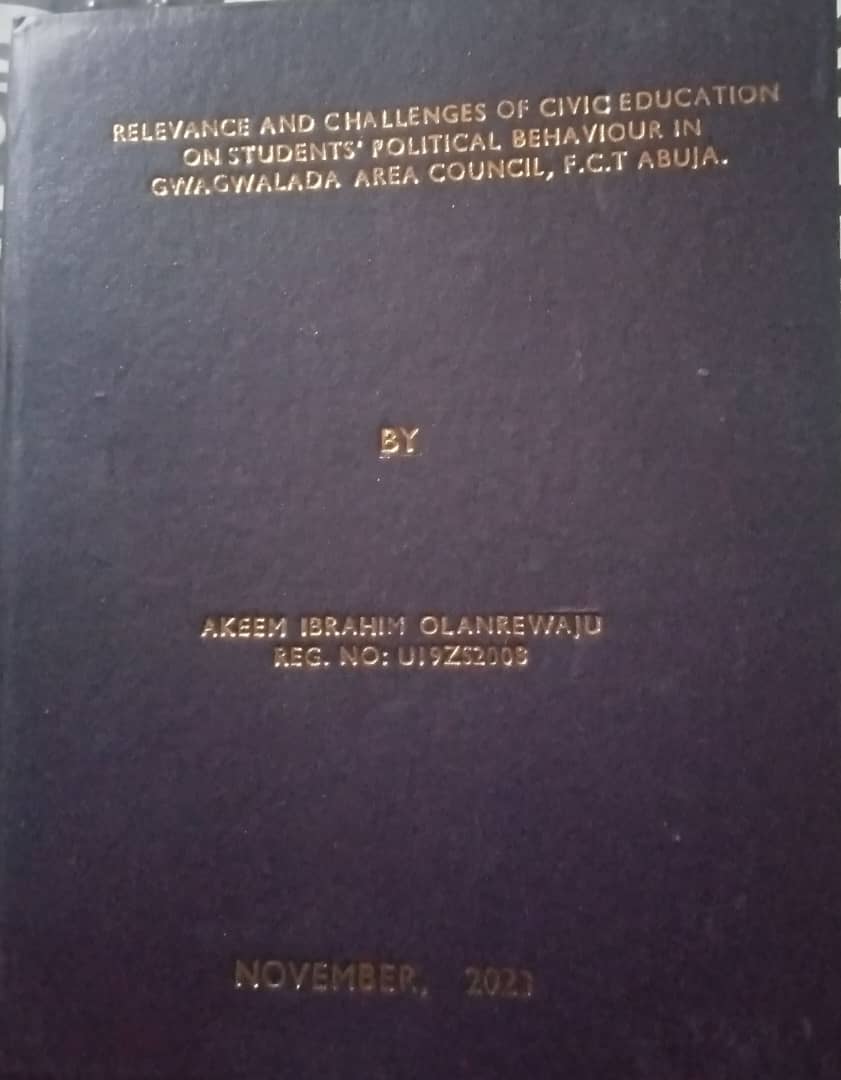 RELEVANCE AND CHALLENGES OF CIVIC EDUCATION
ON STUDENTS' POLITICAL BEHAVIOUR IN
GWAGWALADA AREA COUNCIL, F.C.T ABUJA.
BY
AKEEM IBRAHIM OLANREWAJU
REG. NO: U19ZS2008
NOVEMBER,